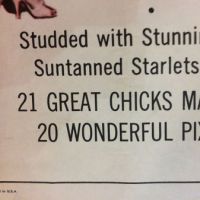 Studded with Stunnin
Suntanned Starlets
21 GREAT CHICKS MA
20 WONDERFUL PIX
U.S.A.